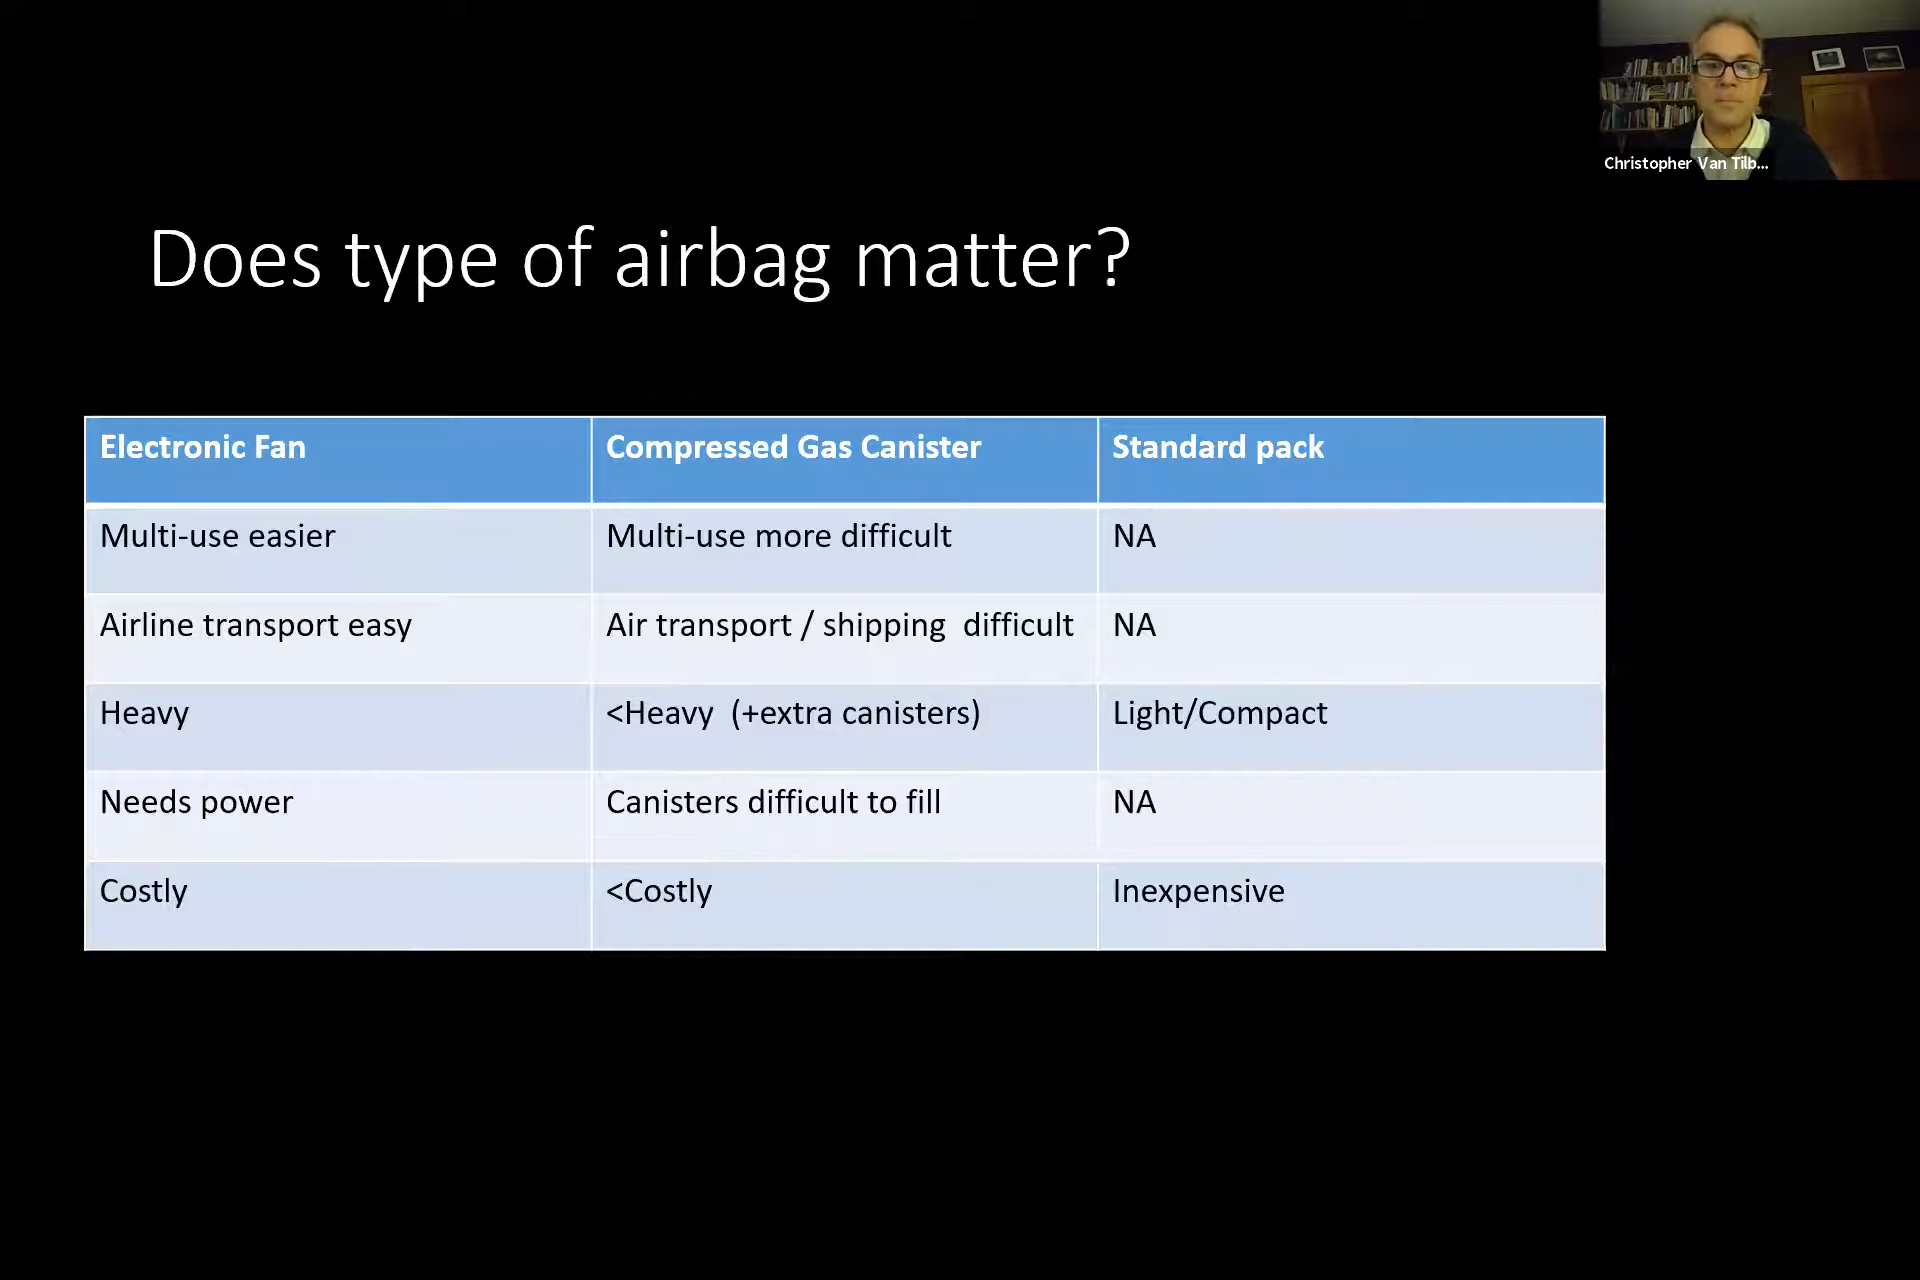 Christopher Van Tilb...
Does type of airbag matter?
Electronic Fan Compressed Gas Canister Standard pack
Multi-use easier Multi-use more difficult NA
Airline transport easy Air transport / shipping  difficult NA
Heavy <Heavy  (+extra canisters) Light/Compact
Needs power Canisters difficult to fill NA
Costly <Costly Inexpensive